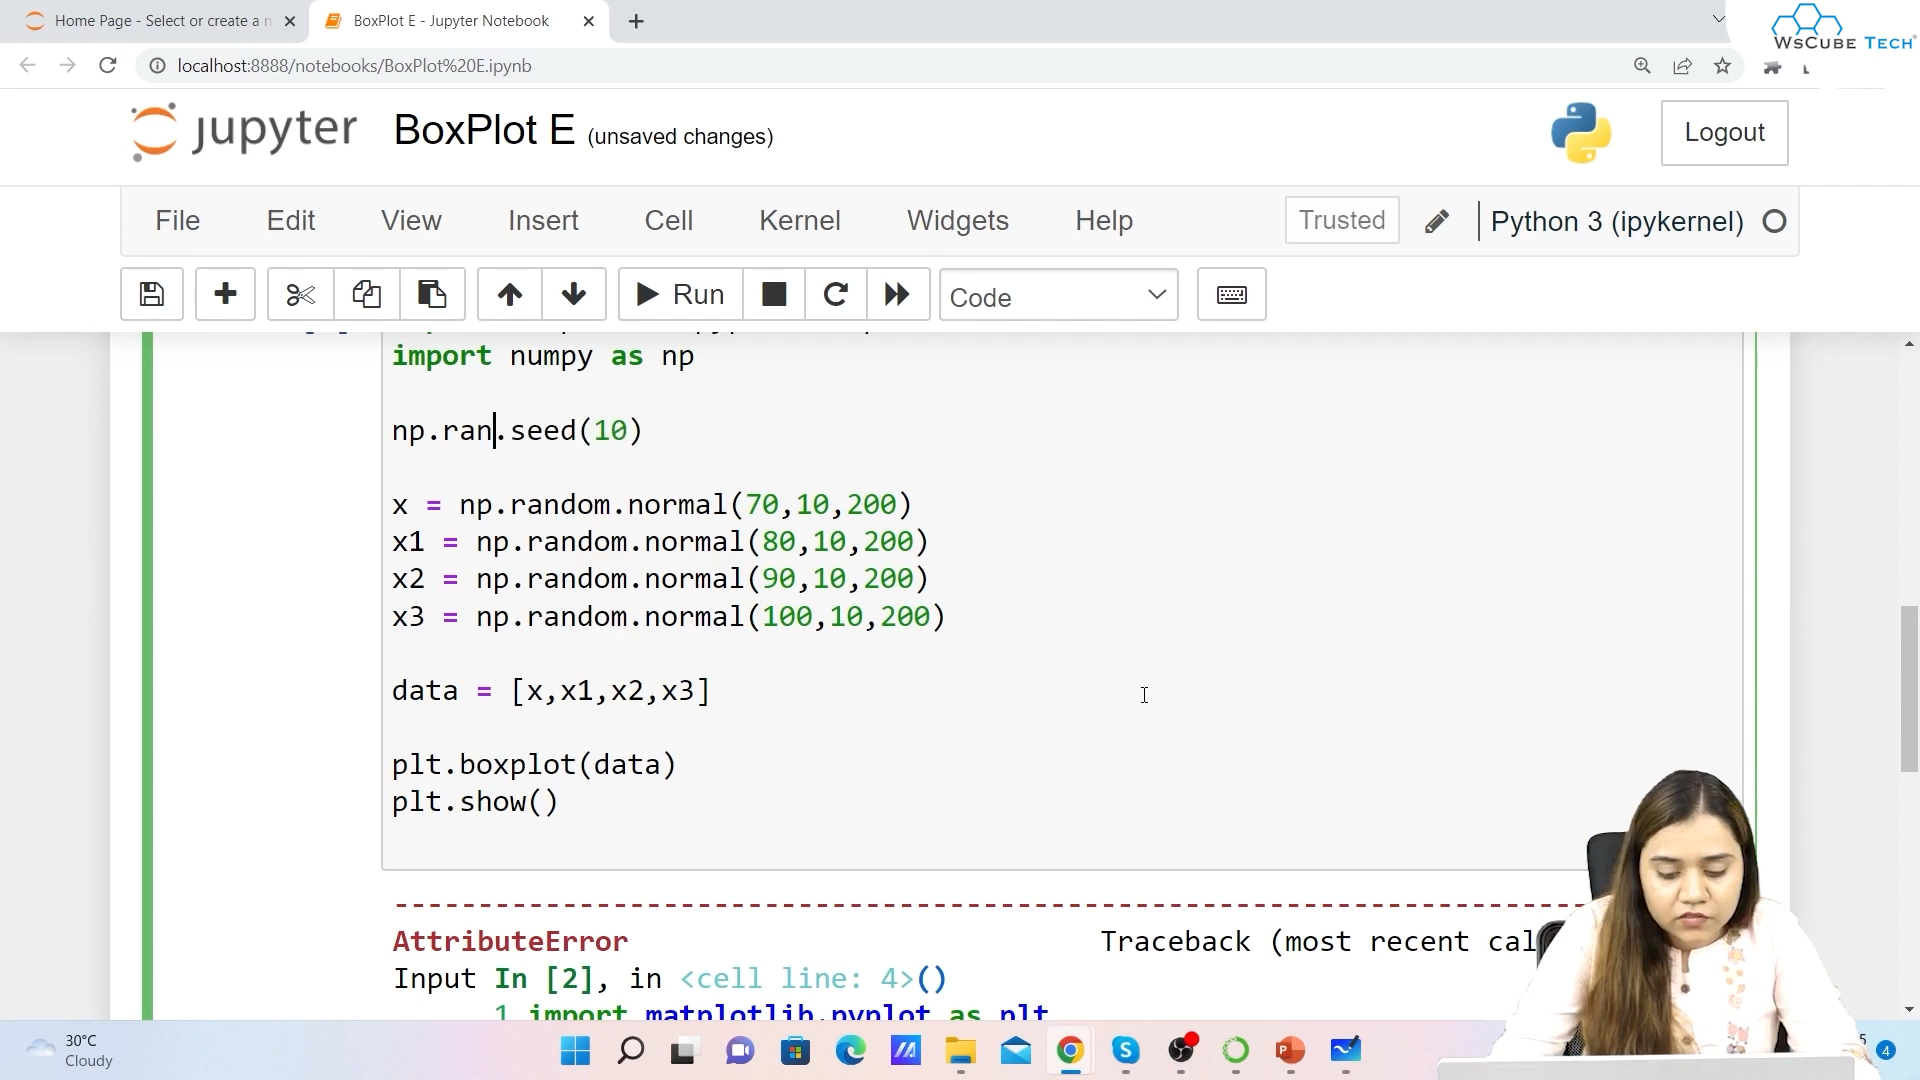 Home Page - Select or create a n
BoxPlot E - Jupyter Notebook
WsCube Tech
localhost:8888/notebooks/BoxPlot%20E.ipynb
jupyter BoxPlot E (unsaved changes)
Logout
File Edit View Insert Cell Kernel Widgets Help Trusted Python 3 (ipykernel)
Run Code
import numpy as np
np.ran.seed(10)
x = np.random.normal(70,10,200)
x1 = np.random.normal(80,10,200)
x2 = np.random.normal(90,10,200)
x3 = np.random.normal(100,10,200)
data = [x,x1,x2,x3]
plt.boxplot(data)
plt.show()
AttributeError Traceback (most recent cal
Input In [2], in <cell line: 4>()
1 import matplotlib.pyplot as plt
30°C
Cloudy
4